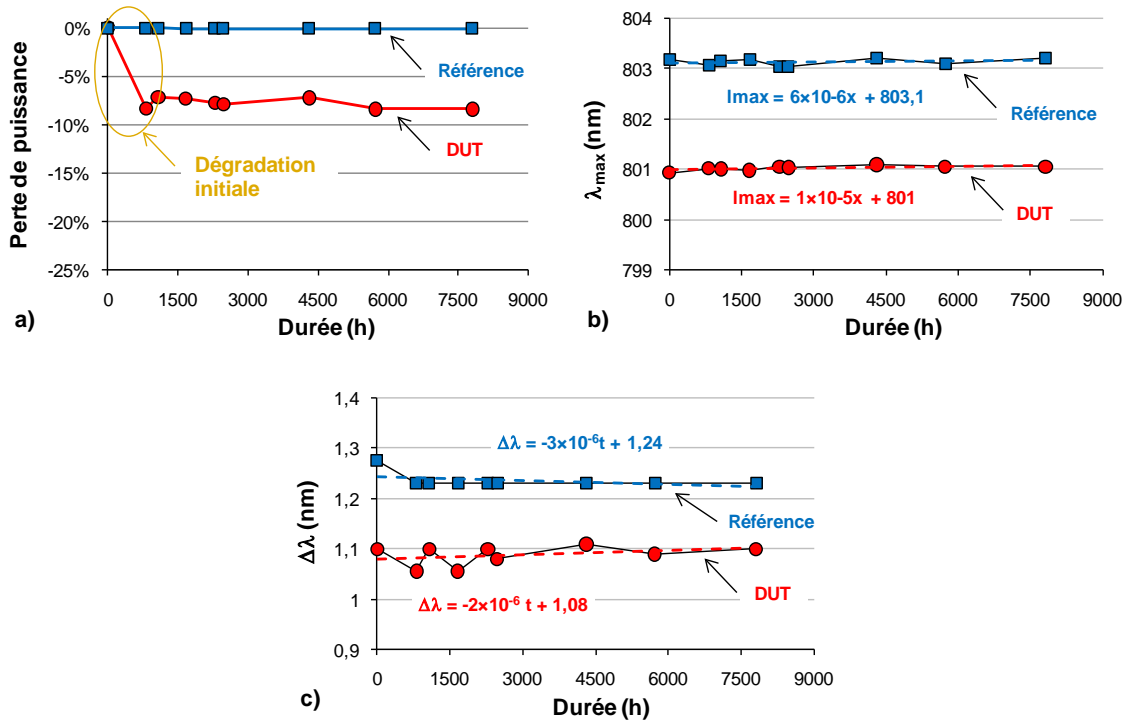 0%
-5%
-10%
-15%
-20%
-25%
Perte de puissance
Référence
DUT
Dégradation
initiale
0 1500 3000 4500 6000 7500 9000
Durée (h)
a)
804
803
802
801
800
799
λmax (nm)
lmax = 6×10-6x + 803,1
Référence
lmax = 1×10-5x + 801
DUT
0 1500 3000 4500 6000 7500 9000
Durée (h)
b)
1,4
1,3
1,2
1,1
1
0,9
Δλ (nm)
Δλ = -3×10⁻⁶t + 1,24
Référence
Δλ = -2×10⁻⁶ t + 1,08
DUT
0 1500 3000 4500 6000 7500 9000
Durée (h)
c)